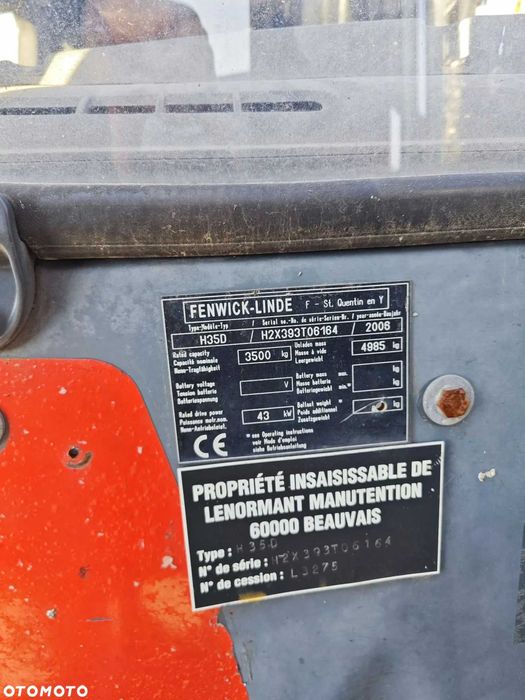 FENWICK-LINDE F - St. Quentin en Y
Type-Modèle-Typ / Serial no.-No. de série-Serien-Nr. / year-année-Baujahr
H35D / H2X393T06164 / 2006
Rated capacity
Capacité nominale
Nenn-Tragfähigkeit
3500 kg
Unladen mass
Masse à vide
Leergewicht
4985 kg
Battery voltage
Tension batterie
Batteriespannung
V
Battery mass max.
Masse batterie
Batteriegewicht min.
kg
kg
Rated drive power
Puissance motr.nom.
Nenn-Antriebsleist.
43 kW
Ballast weight *
Poids additionnel
Zusatzgewicht
kg
CE
* see Operating instructions
voir Mode d'emploi
siehe Betriebsanleitung
PROPRIÉTÉ INSAISISSABLE DE
LENORMANT MANUTENTION
60000 BEAUVAIS
Type : H35D
N° de série : H2X393T06164
N° de cession : L3275
OTOMOTO